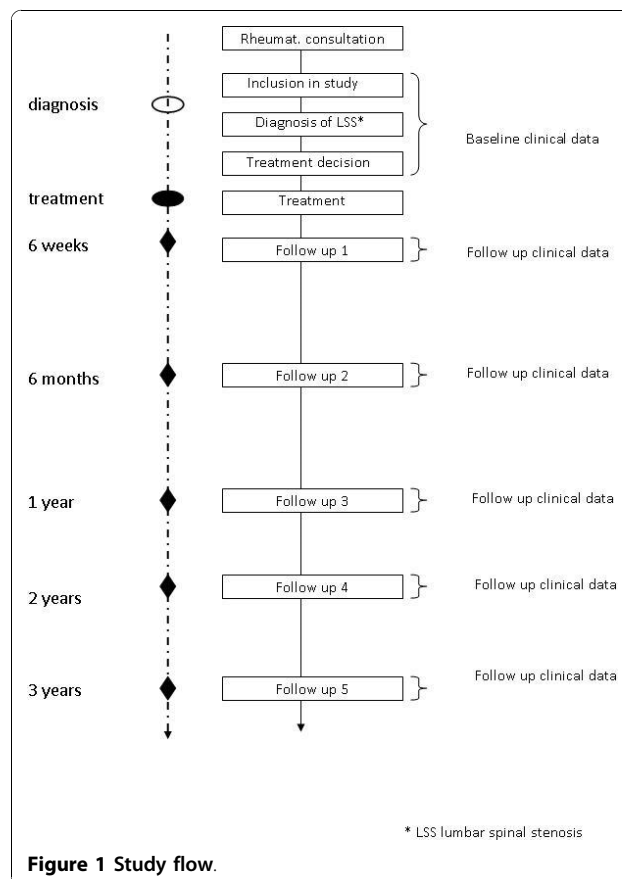 Rheumat. consultation
Inclusion in study
diagnosis
Diagnosis of LSS*
Baseline clinical data
Treatment decision
treatment
Treatment
6 weeks
Follow up 1
Follow up clinical data
6 months
Follow up 2
Follow up clinical data
1 year
Follow up 3
Follow up clinical data
2 years
Follow up 4
Follow up clinical data
3 years
Follow up 5
Follow up clinical data
* LSS lumbar spinal stenosis
Figure 1 Study flow.